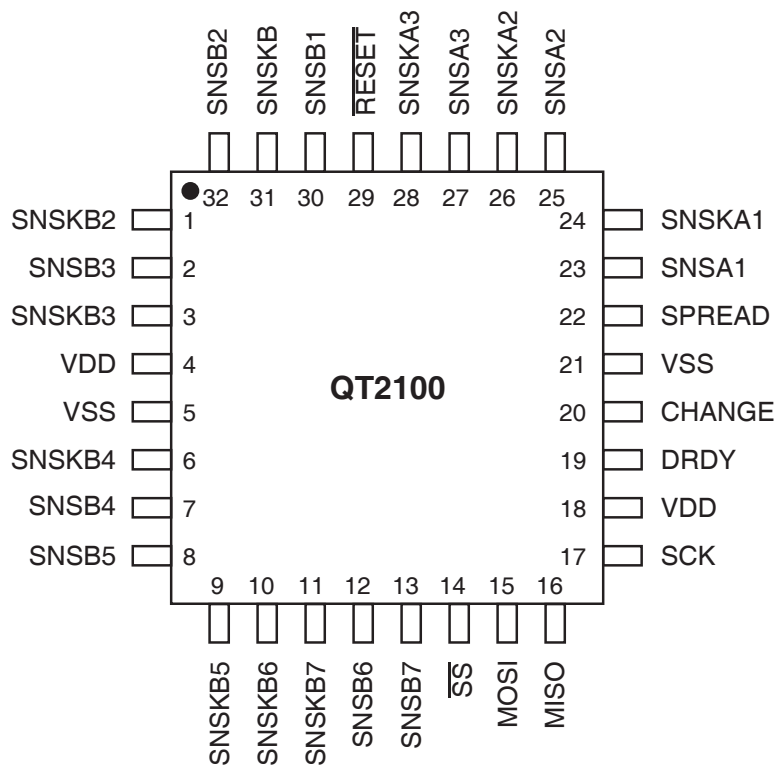 SNSB2 SNSKB SNSB1 RESET SNSKA3 SNSA3 SNSKA2 SNSA2
32 31 30 29 28 27 26 25
SNSKB2 1 24 SNSKA1
SNSB3 2 23 SNSA1
SNSKB3 3 22 SPREAD
VDD 4 21 VSS
QT2100
VSS 5 20 CHANGE
SNSKB4 6 19 DRDY
SNSB4 7 18 VDD
SNSB5 8 17 SCK
9 10 11 12 13 14 15 16
SNSKB5 SNSKB6 SNSKB7 SNSB6 SNSB7 SS MOSI MISO